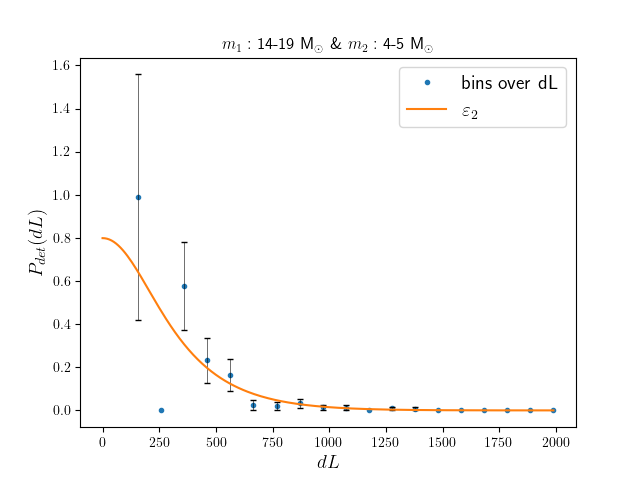 m₁ : 14-19 M⊙ & m₂ : 4-5 M⊙
bins over dL
ε₂
P_det(dL)
1.6
1.4
1.2
1.0
0.8
0.6
0.4
0.2
0.0
0 250 500 750 1000 1250 1500 1750 2000
dL